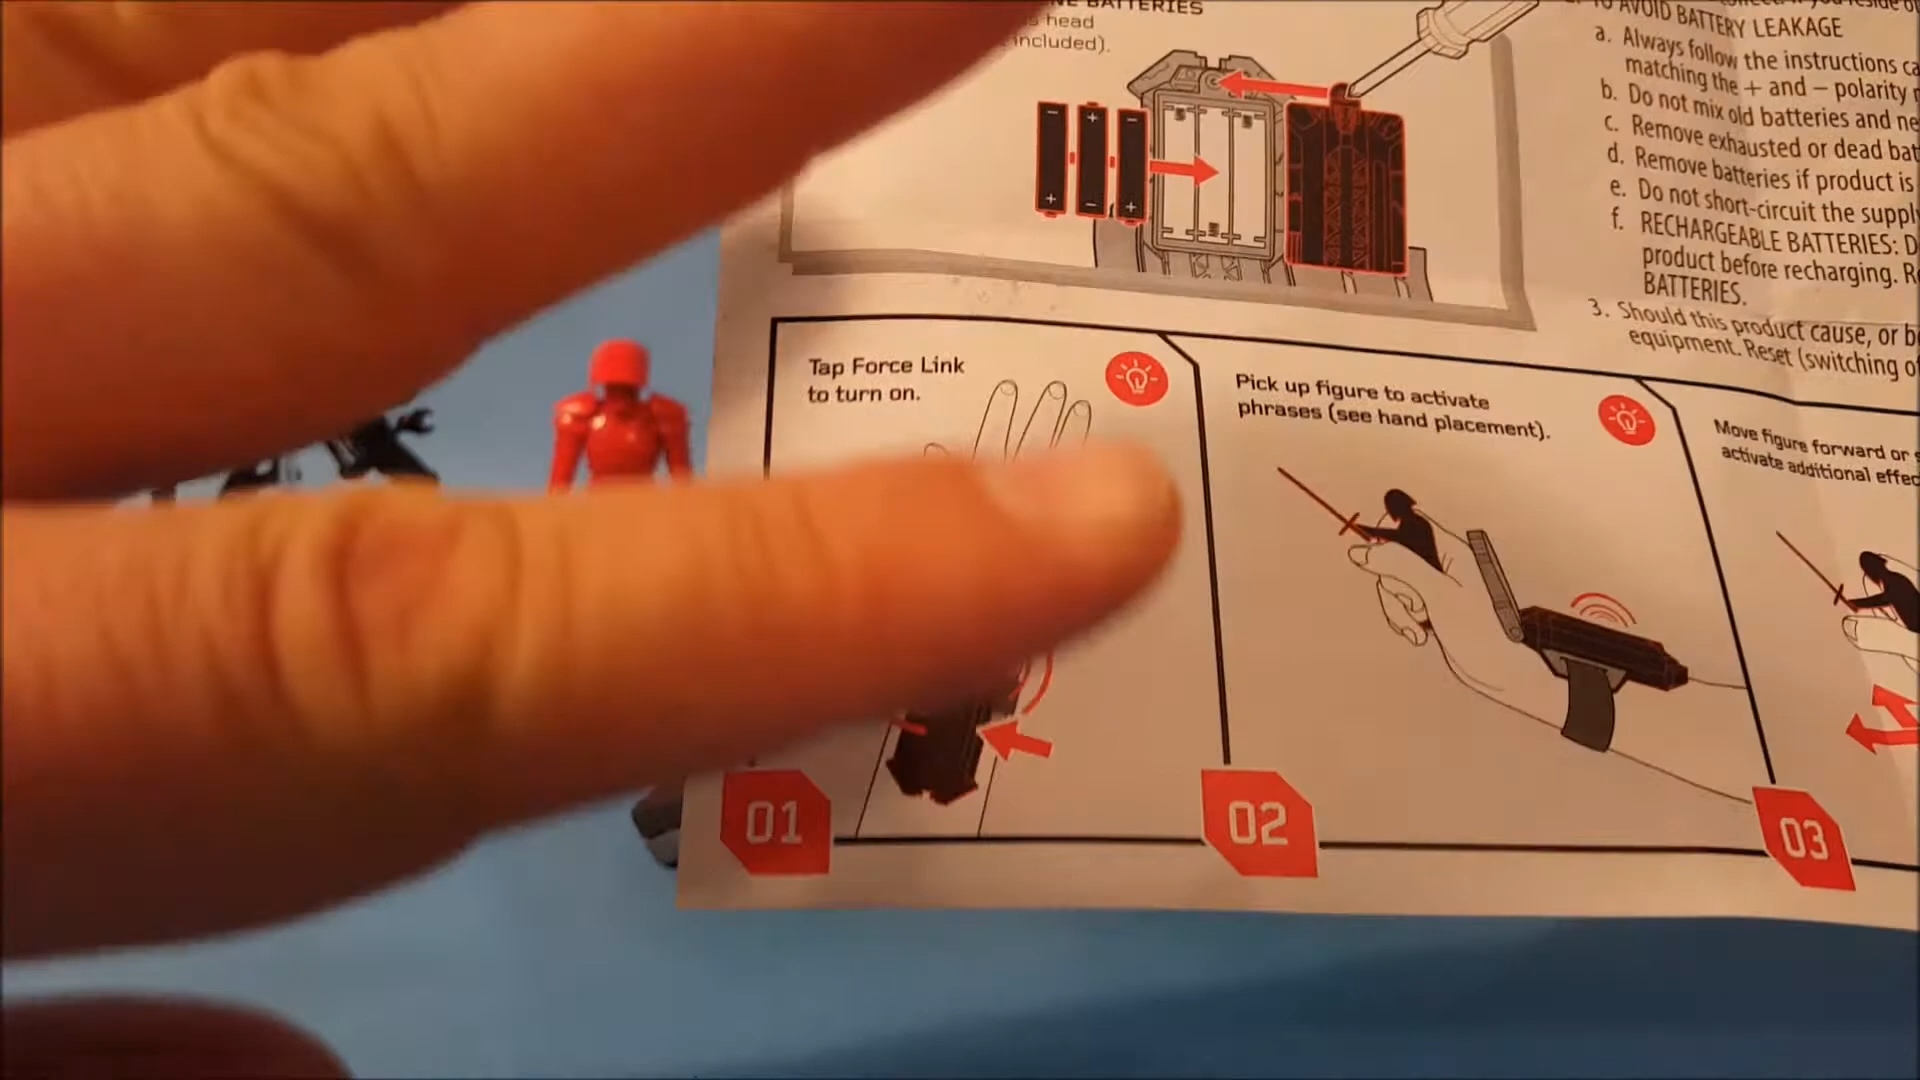 BATTERIES
head
included).
TO AVOID BATTERY LEAKAGE
a. Always follow the instructions
matching the + and – polarity
b. Do not mix old batteries and
c. Remove exhausted or dead
d. Remove batteries if product is
e. Do not short-circuit the
f. RECHARGEABLE BATTERIES:
product before recharging.
BATTERIES.
3. Should this product cause, or
equipment. Reset (switching
Tap Force Link
to turn on.
01
Pick up figure to activate
phrases (see hand placement).
02
Move figure forward or
activate additional
03